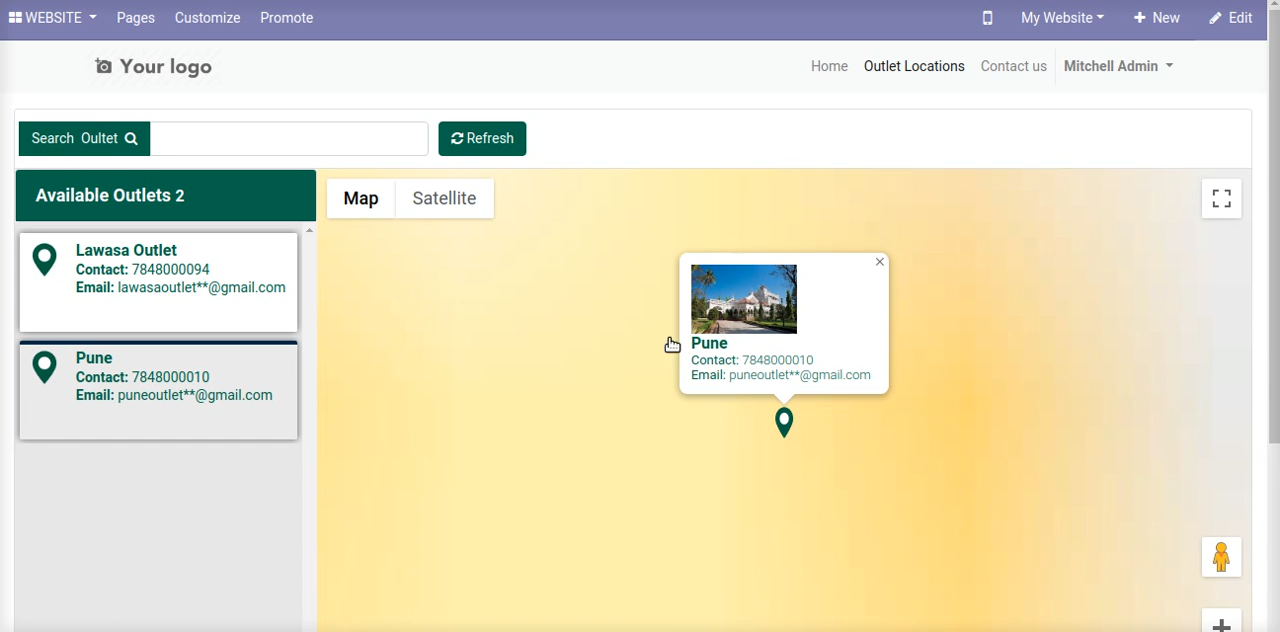 WEBSITE Pages Customize Promote My Website New Edit
Your logo Home Outlet Locations Contact us Mitchell Admin
Search Oultet Refresh
Available Outlets 2
Lawasa Outlet
Contact: 7848000094
Email: lawasaoutlet**@gmail.com
Pune
Contact: 7848000010
Email: puneoutlet**@gmail.com
Map Satellite
Pune
Contact: 7848000010
Email: puneoutlet**@gmail.com